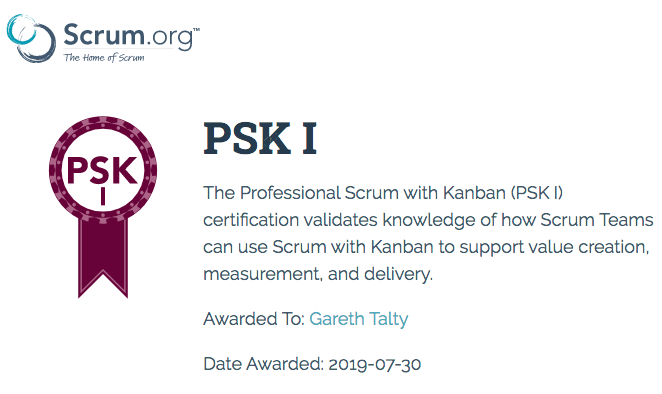 Scrum.org™
The Home of Scrum
PSK I
PSK
I
The Professional Scrum with Kanban (PSK I)
certification validates knowledge of how Scrum Teams
can use Scrum with Kanban to support value creation,
measurement, and delivery.
Awarded To: Gareth Talty
Date Awarded: 2019-07-30